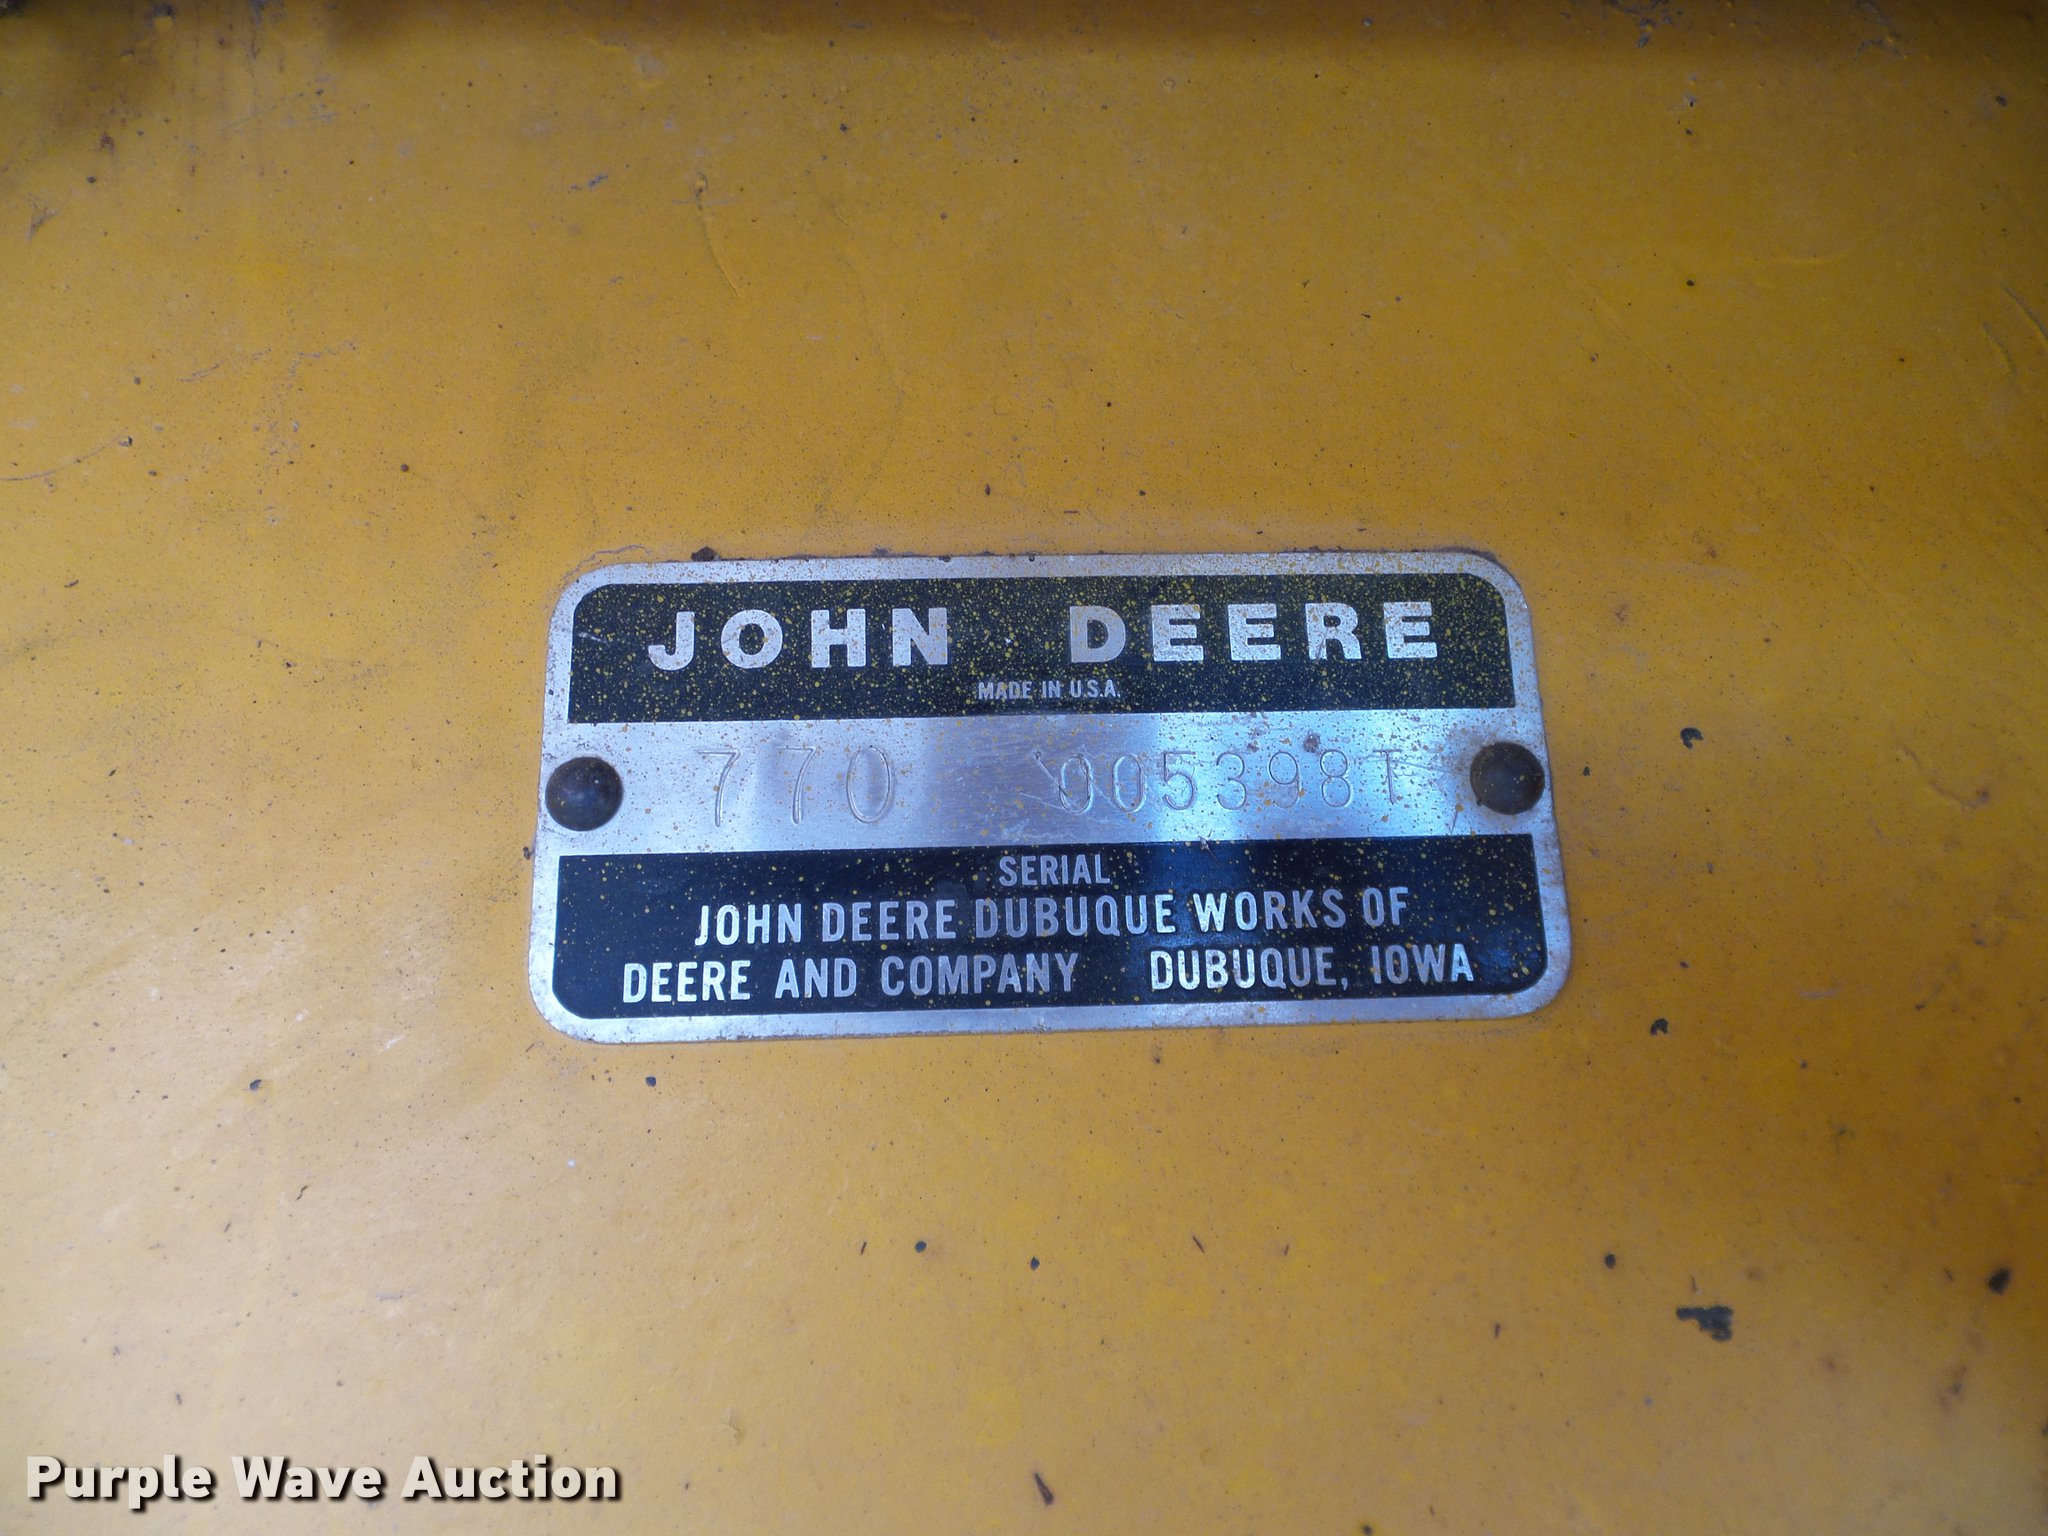 JOHN DEERE
MADE IN U.S.A.
770 005398T
SERIAL
JOHN DEERE DUBUQUE WORKS OF
DEERE AND COMPANY DUBUQUE, IOWA
Purple Wave Auction